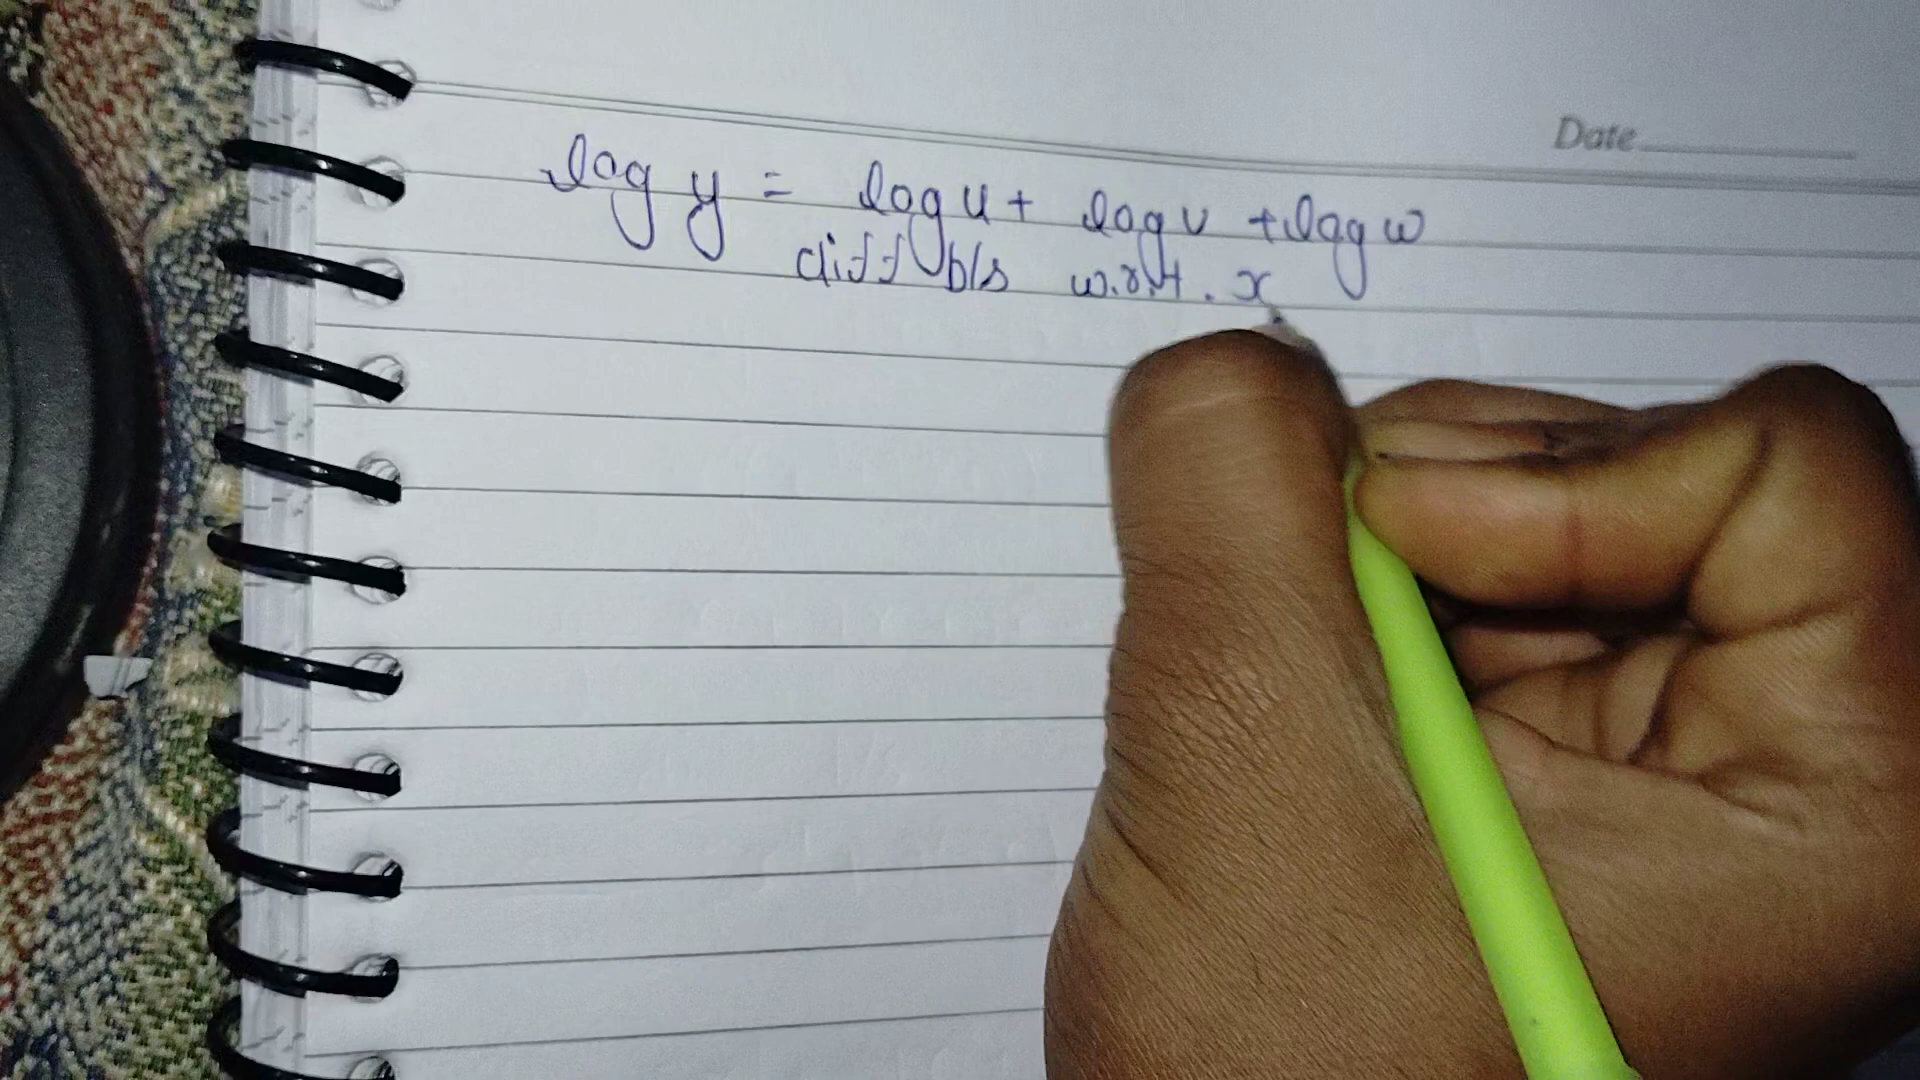 Date
log y = log u + log v + log w
diff b/s w.r.t. x